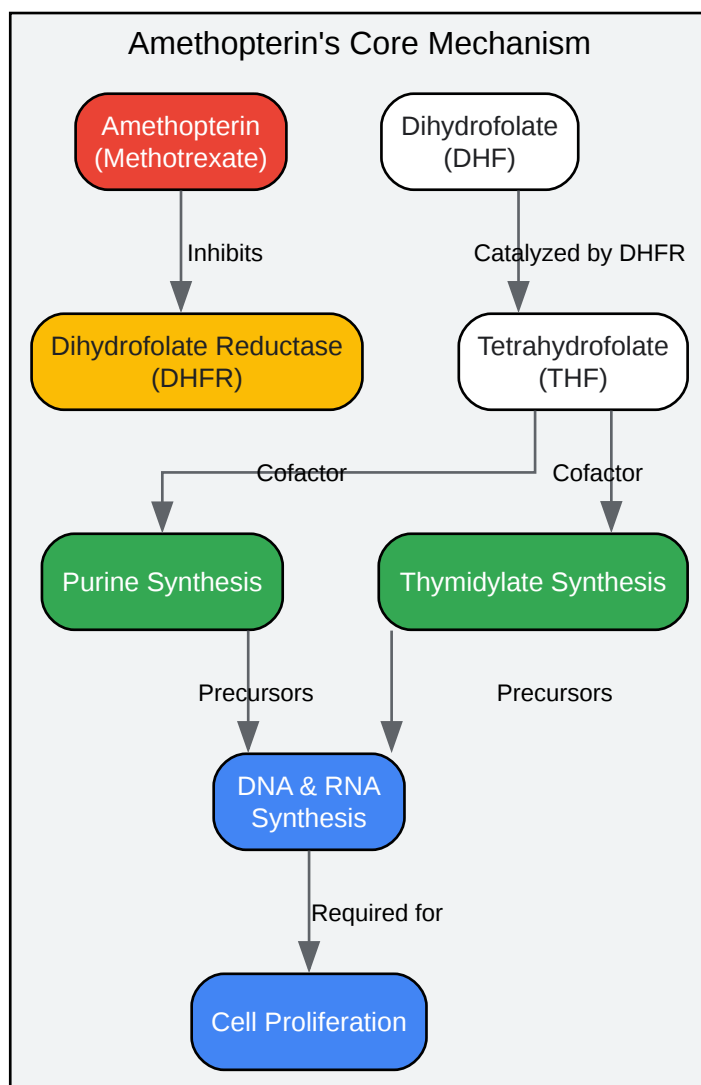 Amethopterin's Core Mechanism
Amethopterin
(Methotrexate)
Dihydrofolate
(DHF)
Inhibits
Catalyzed by DHFR
Dihydrofolate Reductase
(DHFR)
Tetrahydrofolate
(THF)
Cofactor
Cofactor
Purine Synthesis
Thymidylate Synthesis
Precursors
Precursors
DNA & RNA
Synthesis
Required for
Cell Proliferation